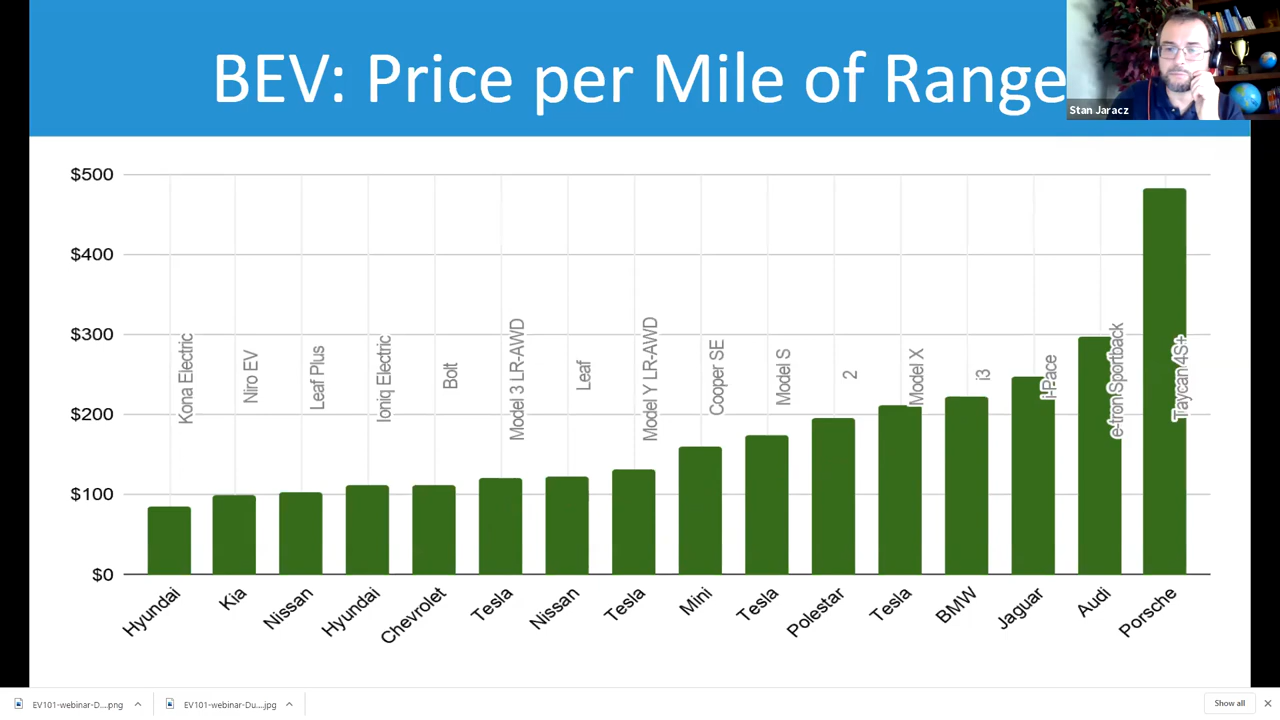 BEV: Price per Mile of Range
Stan Jaracz
$500
$400
$300
$200
$100
$0
Kona Electric
Niro EV
Leaf Plus
Ioniq Electric
Bolt
Model 3 LR-AWD
Leaf
Model Y LR-AWD
Cooper SE
Model S
2
Model X
i3
i-Pace
e-tron Sportback
Taycan 4S+
Hyundai
Kia
Nissan
Hyundai
Chevrolet
Tesla
Nissan
Tesla
Mini
Tesla
Polestar
Tesla
BMW
Jaguar
Audi
Porsche
EV101-webinar-D....png
EV101-webinar-Du....jpg
Show all